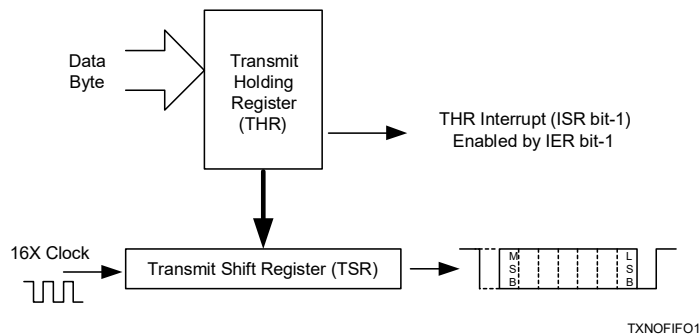 Data
Byte
Transmit
Holding
Register
(THR)
THR Interrupt (ISR bit-1)
Enabled by IER bit-1
16X Clock
Transmit Shift Register (TSR)
M
S
B
L
S
B
TXNOFIFO1